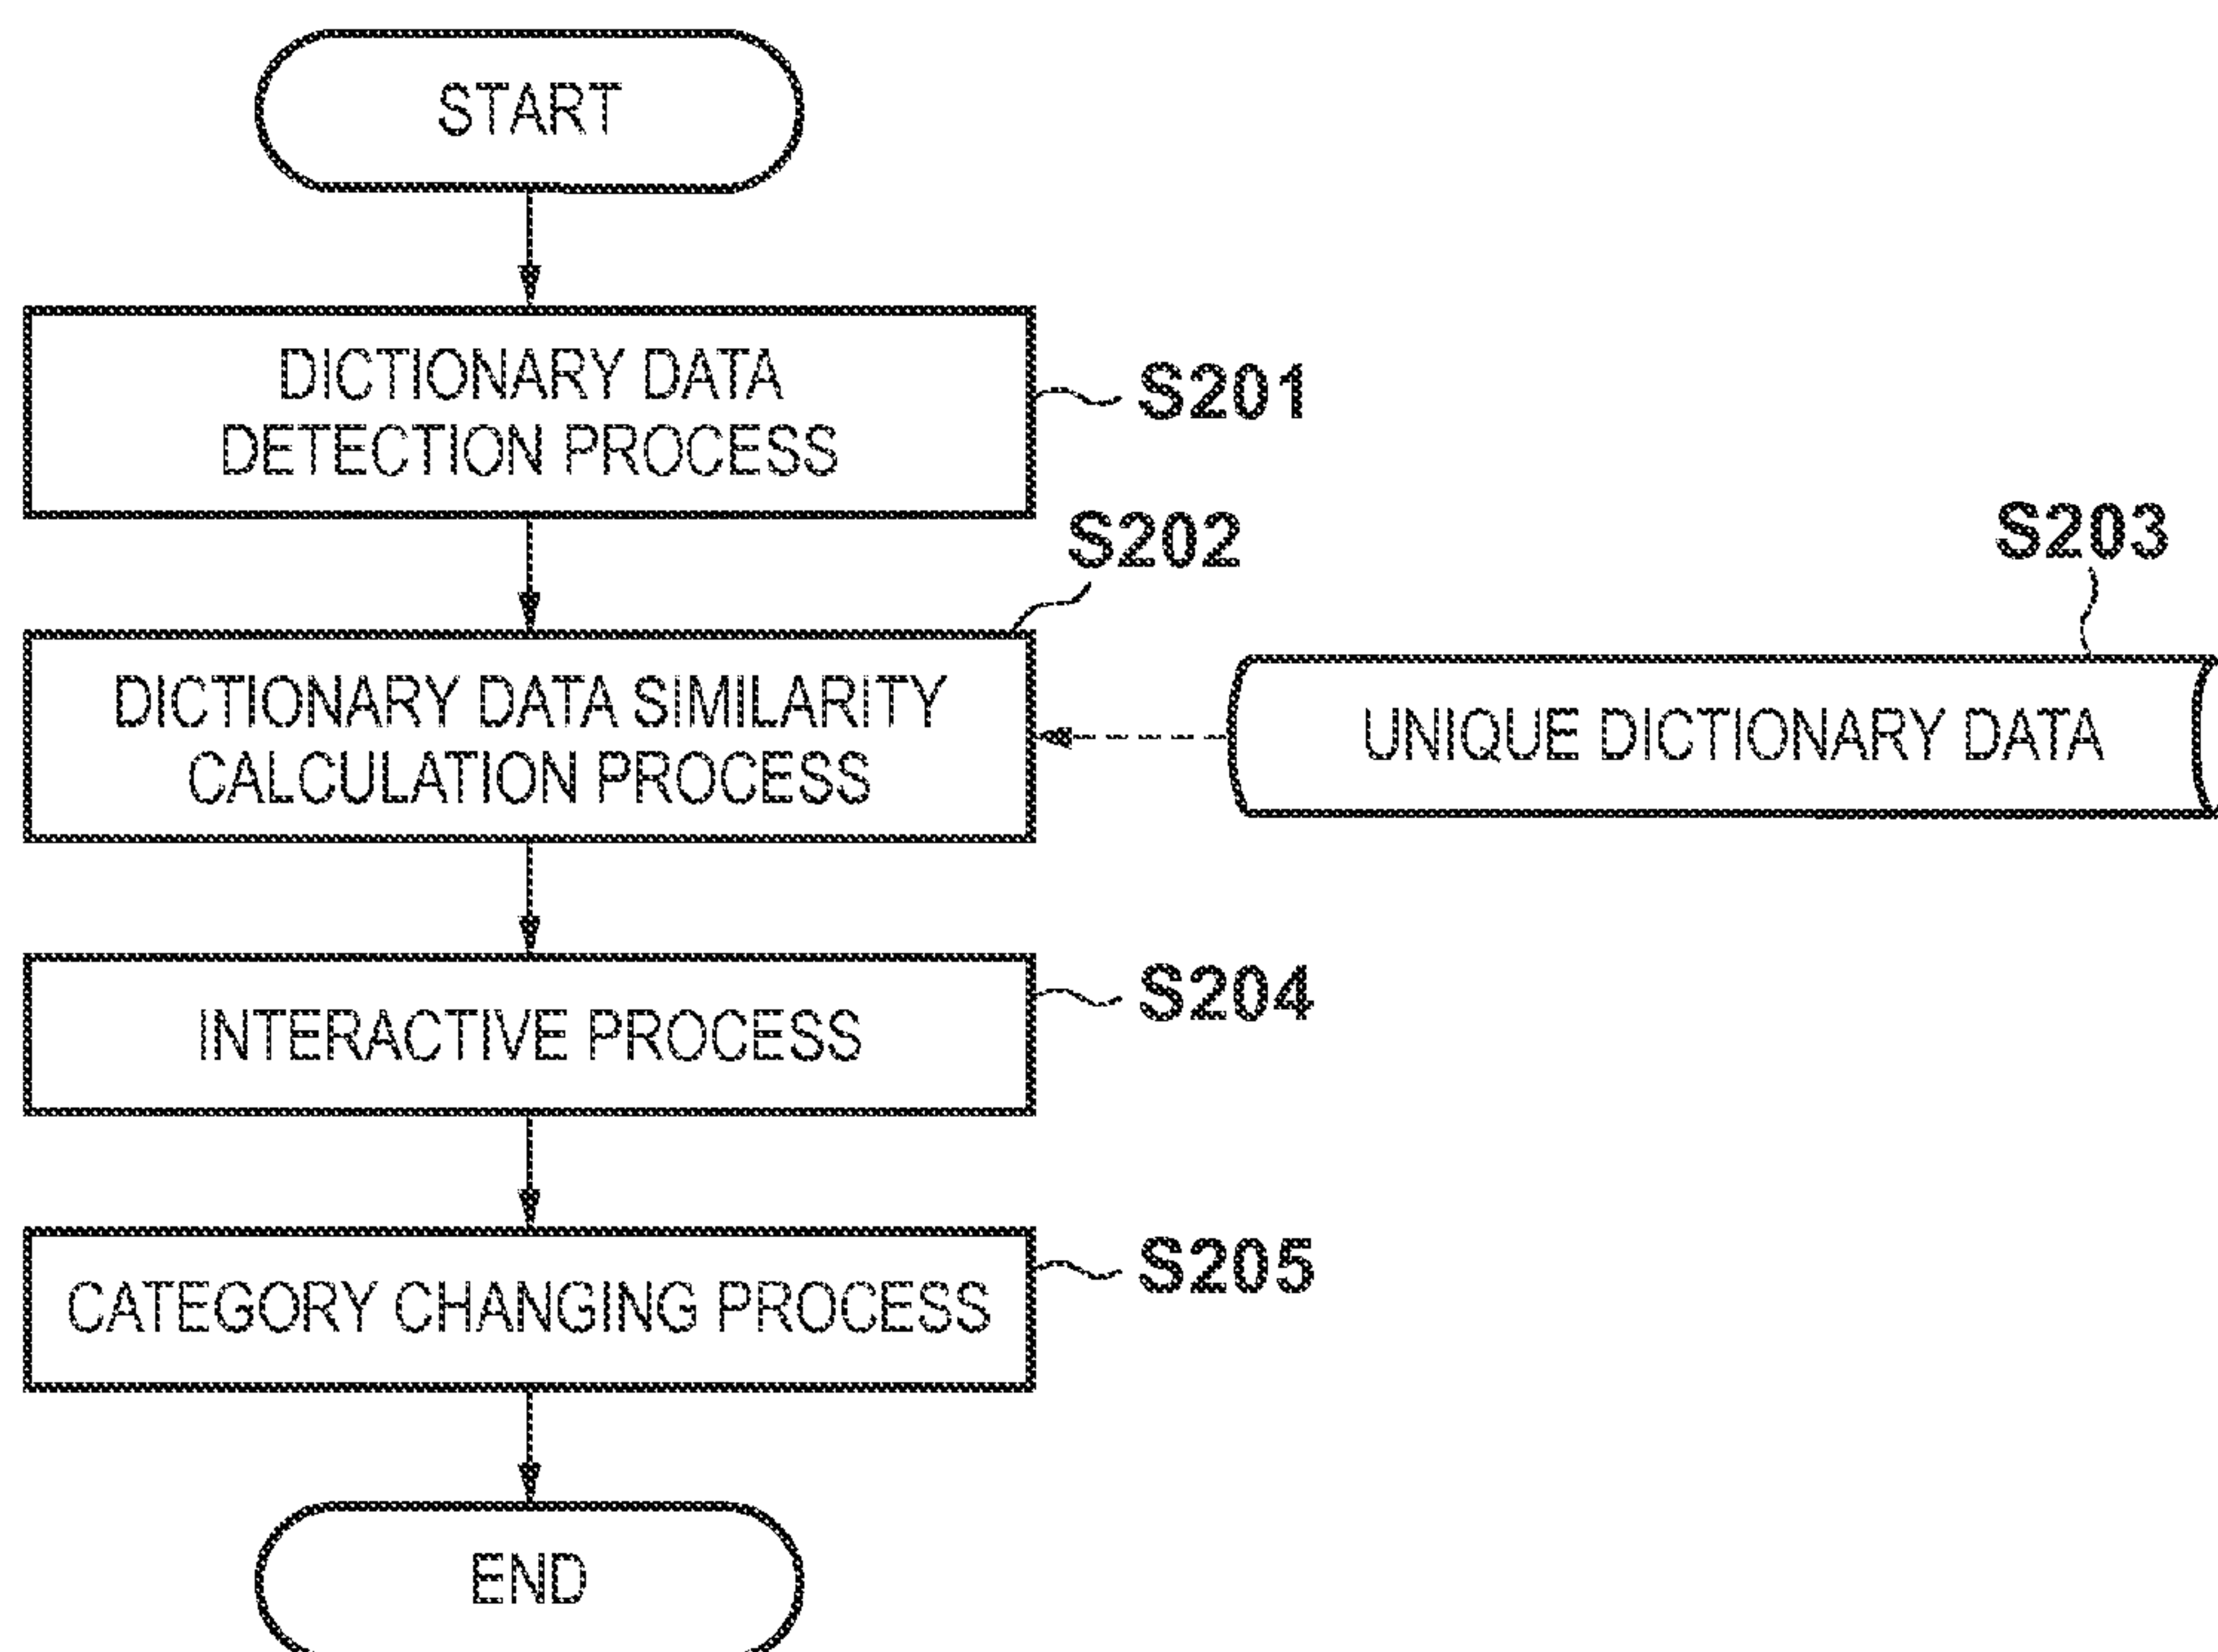 START
DICTIONARY DATA
DETECTION PROCESS
S201
S202
S203
DICTIONARY DATA SIMILARITY
CALCULATION PROCESS
UNIQUE DICTIONARY DATA
INTERACTIVE PROCESS
S204
CATEGORY CHANGING PROCESS
S205
END